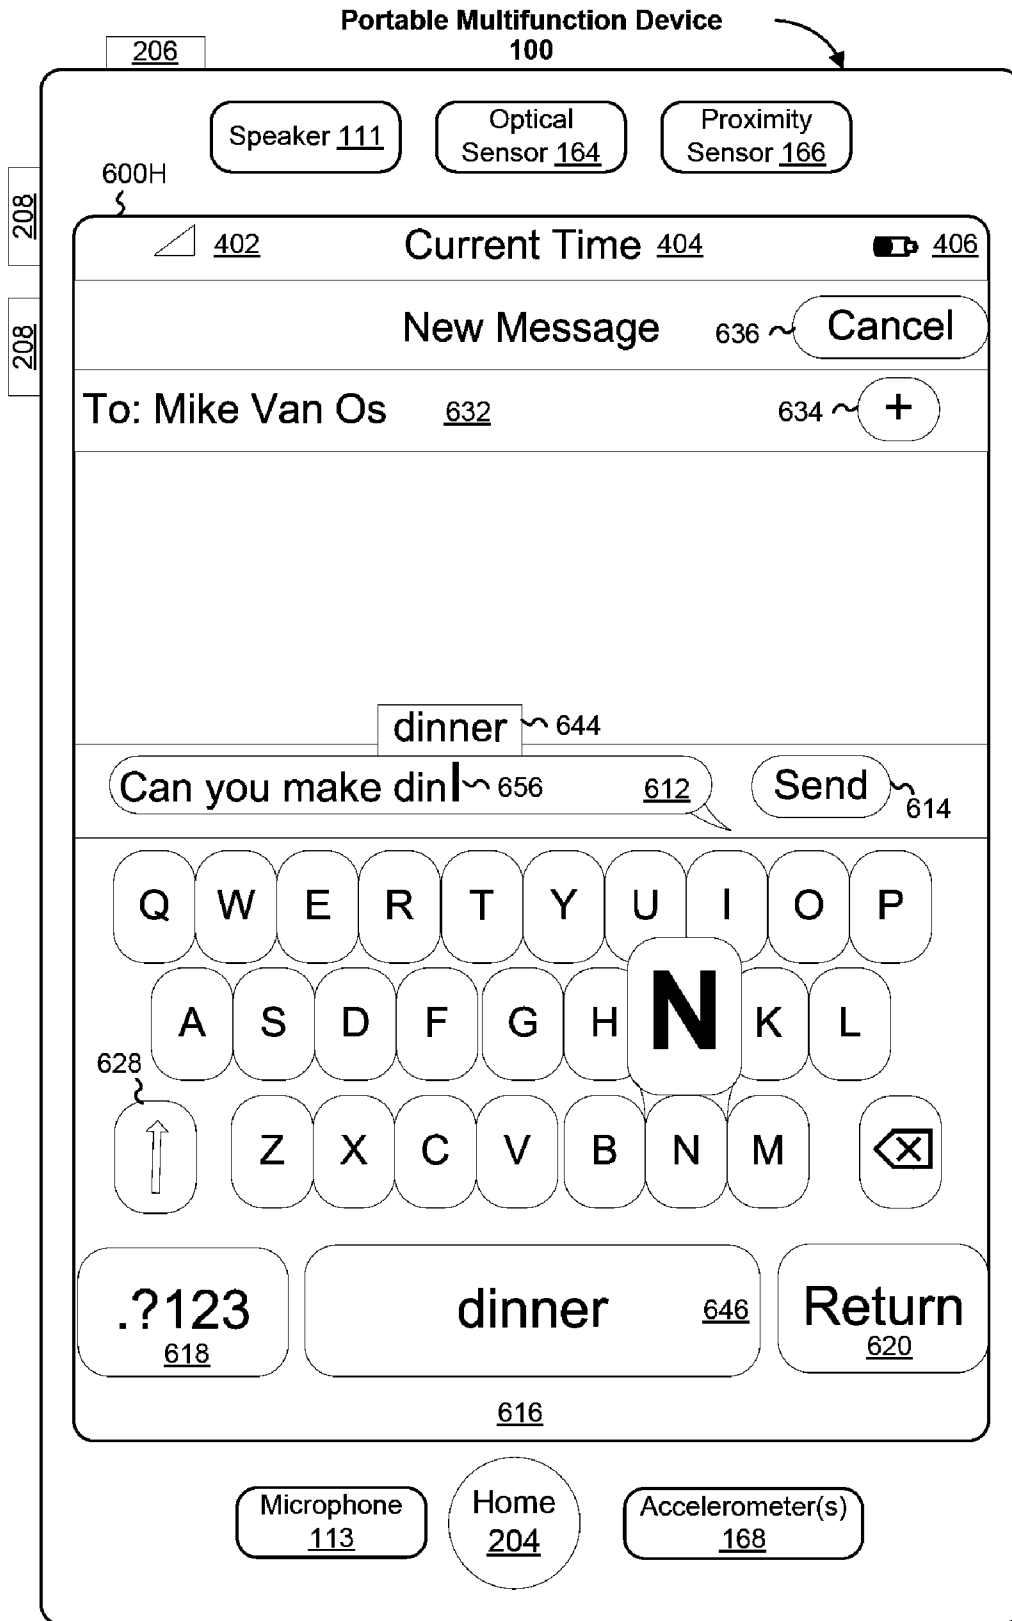 Portable Multifunction Device
100
206
Speaker 111
Optical
Sensor 164
Proximity
Sensor 166
600H
208
402 Current Time 404 406
New Message 636 Cancel
208
To: Mike Van Os 632 634 +
dinner 644
Can you make din 656 612 Send 614
Q W E R T Y U I O P
A S D F G H N K L
628
Z X C V B N M
.?123
618
dinner 646
Return
620
616
Microphone
113
Home
204
Accelerometer(s)
168